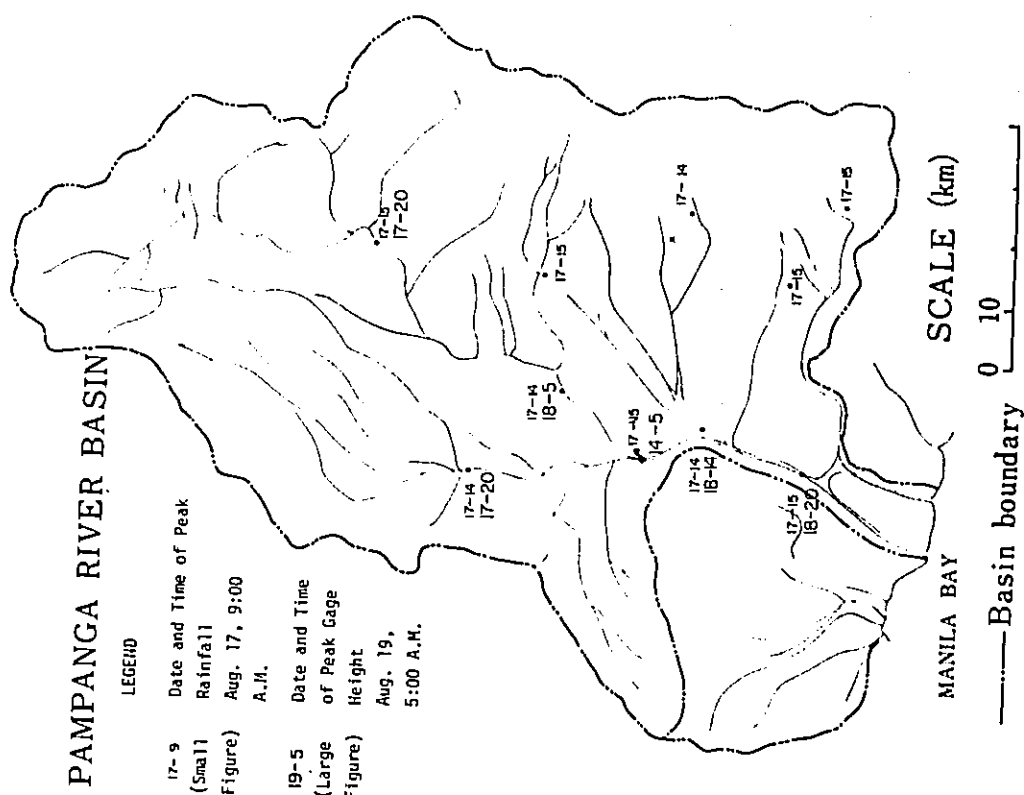 PAMPANGA RIVER BASIN
LEGEND
17-9 Date and Time of Peak
(Small Rainfall
Figure) Aug. 17, 9:00
A.M.
19-5 Date and Time
(Large of Peak Gage
Figure) Height
Aug. 19,
5:00 A.M.
17-15
17-20
17-14
17-15
17-14
18-5
17-14
17-20
17-15
14-5
17-14
18-14
17-15
17-15
17-15
18-20
MANILA BAY
SCALE (km)
0 10
Basin boundary